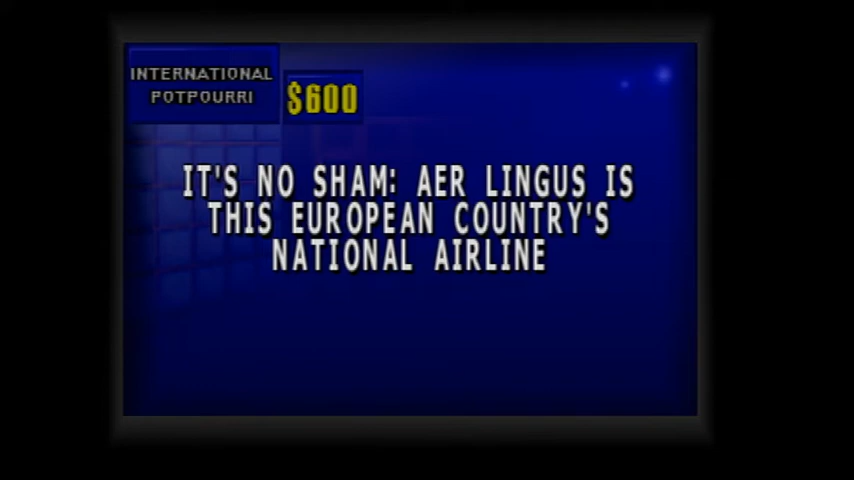 INTERNATIONAL
POTPOURRI
$600
IT'S NO SHAM: AER LINGUS IS
THIS EUROPEAN COUNTRY'S
NATIONAL AIRLINE